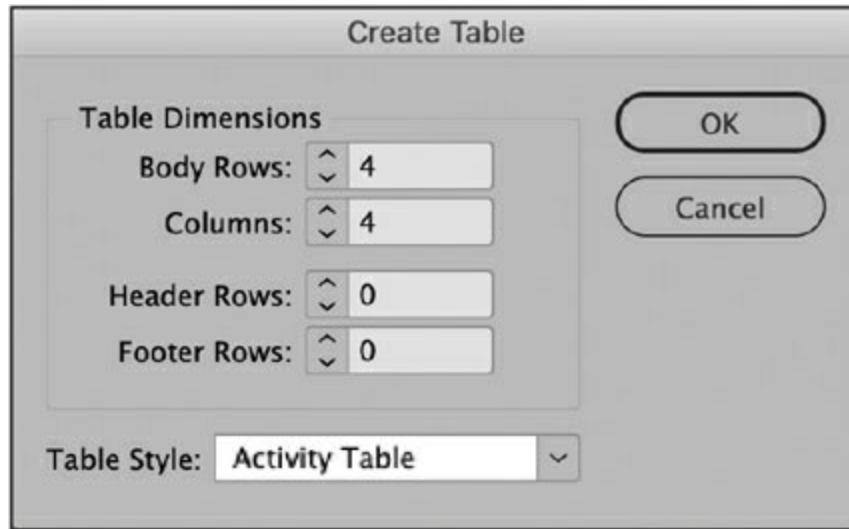 Create Table
Table Dimensions
Body Rows: 4
Columns: 4
Header Rows: 0
Footer Rows: 0
Table Style: Activity Table
OK
Cancel